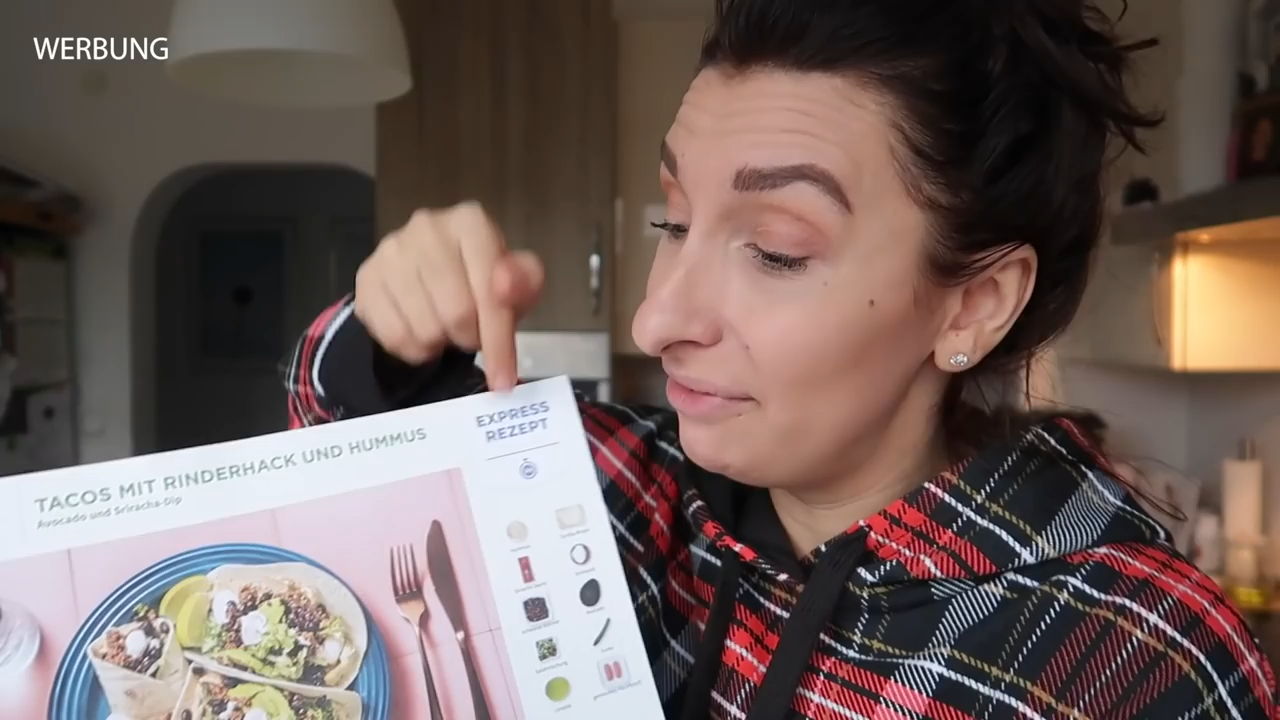 WERBUNG
TACOS MIT RINDERHACK UND HUMMUS
Avocado und Sriracha-Dip
EXPRESS
REZEPT